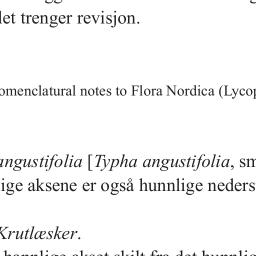 let trenger revisjon.
omenclatural notes to Flora Nordica (Lycop
angustifolia [Typha angustifolia, sm
ige aksene er også hunnlige neders
Krutlæsker.